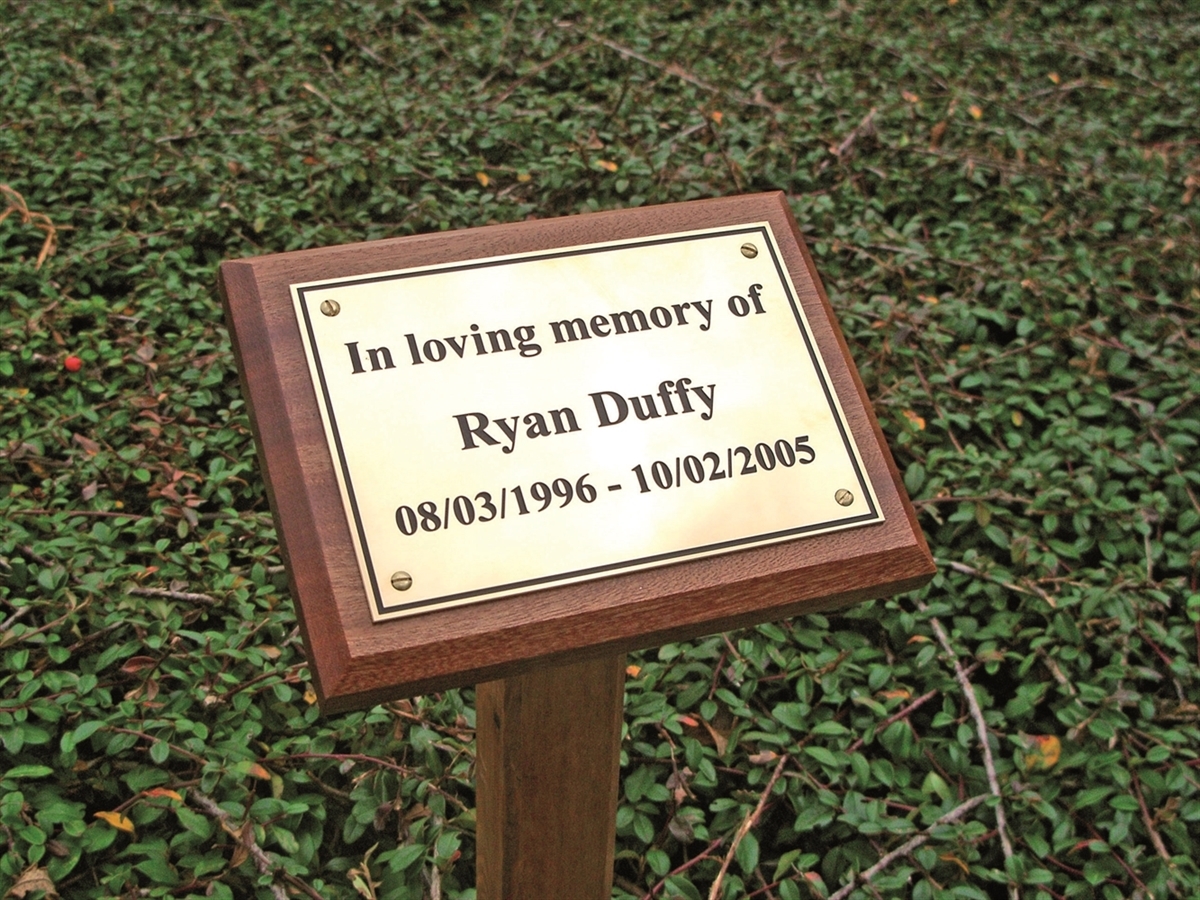 In loving memory of
Ryan Duffy
08/03/1996 - 10/02/2005